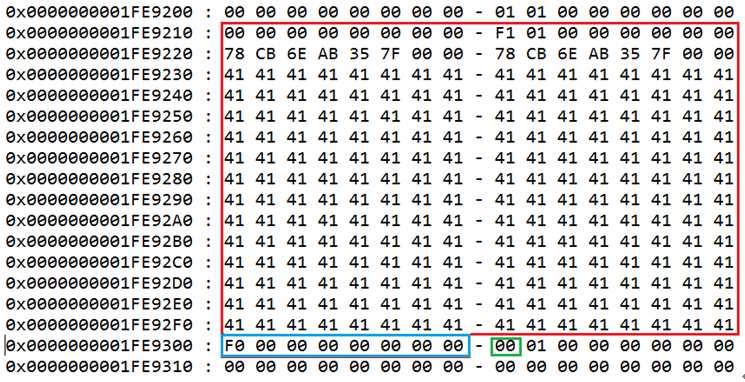 0x0000000001FE9200 : 00 00 00 00 00 00 00 00 - 01 01 00 00 00 00 00 00
0x0000000001FE9210 : 00 00 00 00 00 00 00 00 - F1 01 00 00 00 00 00 00
0x0000000001FE9220 : 78 CB 6E AB 35 7F 00 00 - 78 CB 6E AB 35 7F 00 00
0x0000000001FE9230 : 41 41 41 41 41 41 41 41 - 41 41 41 41 41 41 41 41
0x0000000001FE9240 : 41 41 41 41 41 41 41 41 - 41 41 41 41 41 41 41 41
0x0000000001FE9250 : 41 41 41 41 41 41 41 41 - 41 41 41 41 41 41 41 41
0x0000000001FE9260 : 41 41 41 41 41 41 41 41 - 41 41 41 41 41 41 41 41
0x0000000001FE9270 : 41 41 41 41 41 41 41 41 - 41 41 41 41 41 41 41 41
0x0000000001FE9280 : 41 41 41 41 41 41 41 41 - 41 41 41 41 41 41 41 41
0x0000000001FE9290 : 41 41 41 41 41 41 41 41 - 41 41 41 41 41 41 41 41
0x0000000001FE92A0 : 41 41 41 41 41 41 41 41 - 41 41 41 41 41 41 41 41
0x0000000001FE92B0 : 41 41 41 41 41 41 41 41 - 41 41 41 41 41 41 41 41
0x0000000001FE92C0 : 41 41 41 41 41 41 41 41 - 41 41 41 41 41 41 41 41
0x0000000001FE92D0 : 41 41 41 41 41 41 41 41 - 41 41 41 41 41 41 41 41
0x0000000001FE92E0 : 41 41 41 41 41 41 41 41 - 41 41 41 41 41 41 41 41
0x0000000001FE92F0 : 41 41 41 41 41 41 41 41 - 41 41 41 41 41 41 41 41
0x0000000001FE9300 : F0 00 00 00 00 00 00 00 - 00 01 00 00 00 00 00 00
0x0000000001FE9310 : 00 00 00 00 00 00 00 00 - 00 00 00 00 00 00 00 00